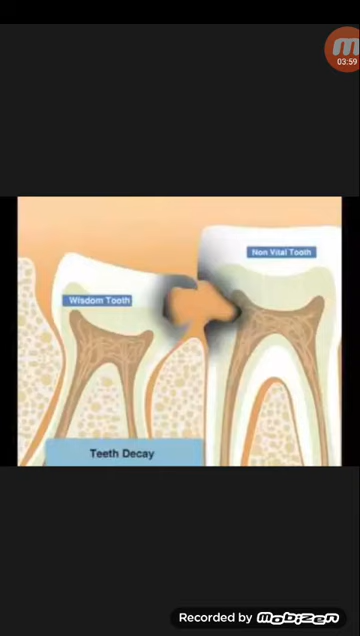 03:59
Non Vital Tooth
Wisdom Tooth
Teeth Decay
Recorded by Mobizen